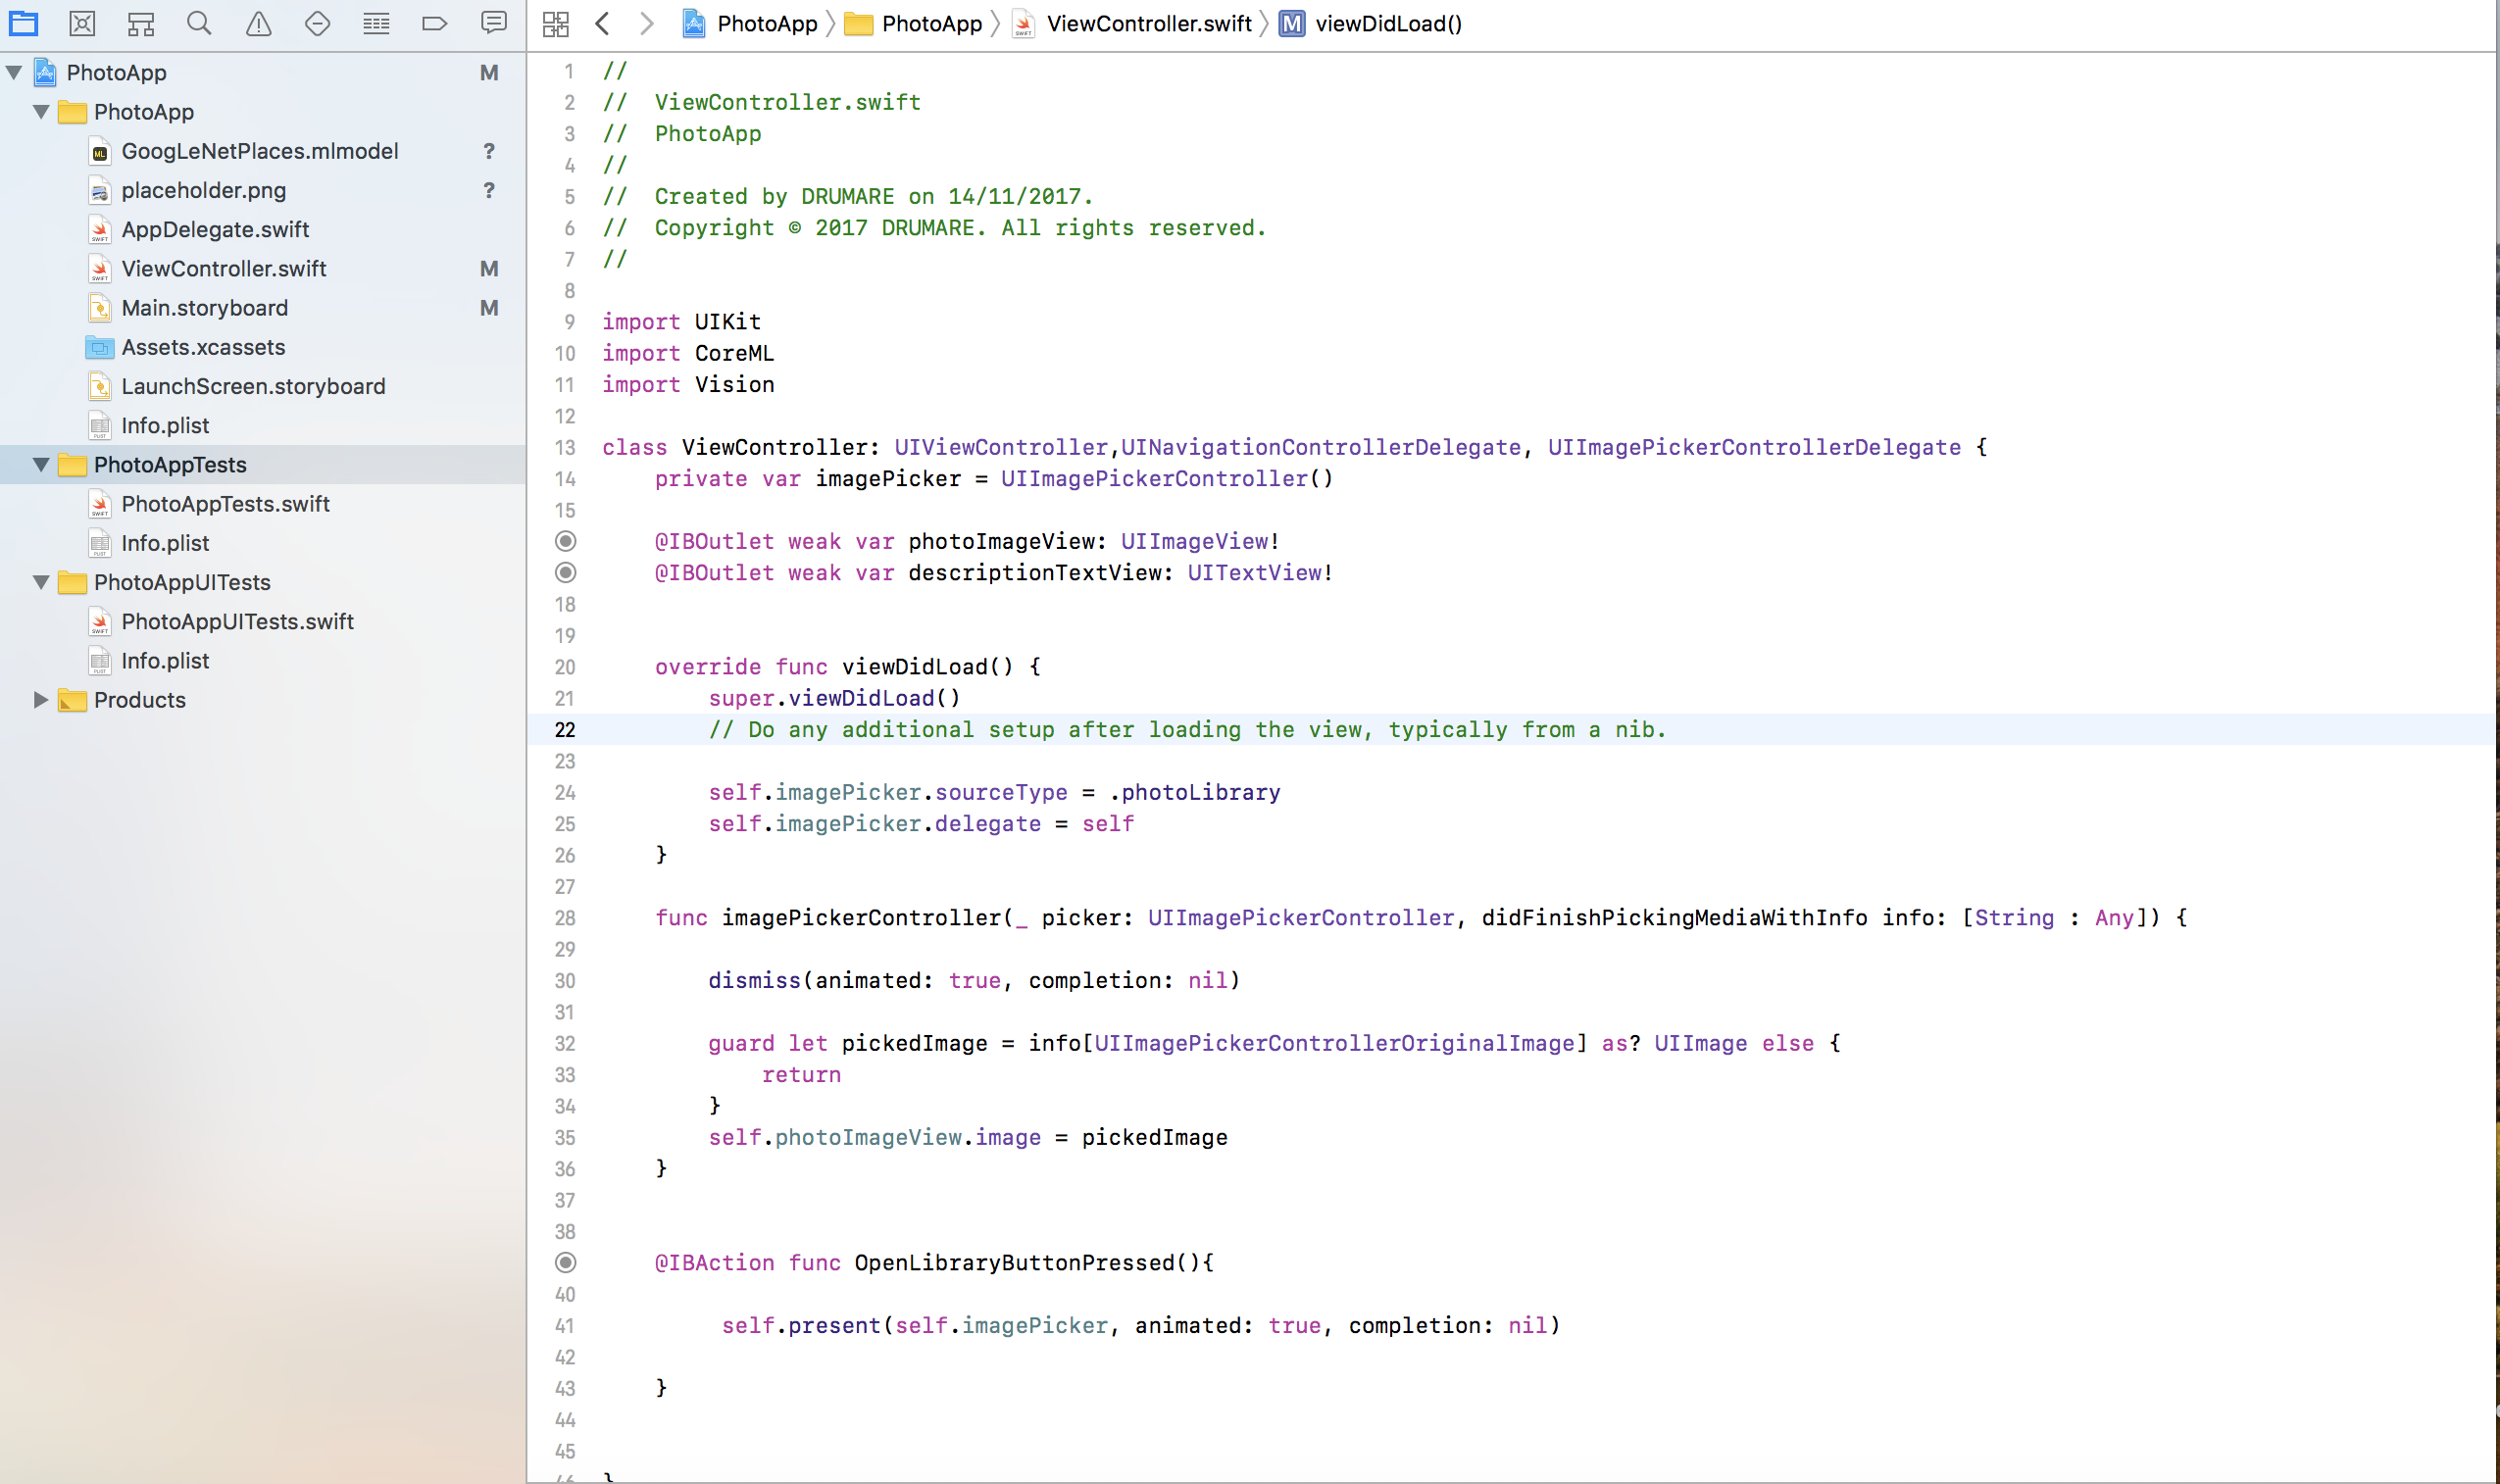 PhotoApp M
PhotoApp
GoogLeNetPlaces.mlmodel ?
placeholder.png ?
AppDelegate.swift
ViewController.swift M
Main.storyboard M
Assets.xcassets
LaunchScreen.storyboard
Info.plist
PhotoAppTests
PhotoAppTests.swift
Info.plist
PhotoAppUITests
PhotoAppUITests.swift
Info.plist
Products
PhotoApp PhotoApp ViewController.swift M viewDidLoad()
1 //
2 //  ViewController.swift
3 //  PhotoApp
4 //
5 //  Created by DRUMARE on 14/11/2017.
6 //  Copyright © 2017 DRUMARE. All rights reserved.
7 //
8
9 import UIKit
10 import CoreML
11 import Vision
12
13 class ViewController: UIViewController,UINavigationControllerDelegate, UIImagePickerControllerDelegate {
14     private var imagePicker = UIImagePickerController()
15
@IBOutlet weak var photoImageView: UIImageView!
@IBOutlet weak var descriptionTextView: UITextView!
18
19
20     override func viewDidLoad() {
21         super.viewDidLoad()
22         // Do any additional setup after loading the view, typically from a nib.
23
24         self.imagePicker.sourceType = .photoLibrary
25         self.imagePicker.delegate = self
26     }
27
28     func imagePickerController(_ picker: UIImagePickerController, didFinishPickingMediaWithInfo info: [String : Any]) {
29
30         dismiss(animated: true, completion: nil)
31
32         guard let pickedImage = info[UIImagePickerControllerOriginalImage] as? UIImage else {
33             return
34         }
35         self.photoImageView.image = pickedImage
36     }
37
38
@IBAction func OpenLibraryButtonPressed(){
40
41          self.present(self.imagePicker, animated: true, completion: nil)
42
43     }
44
45
46 }